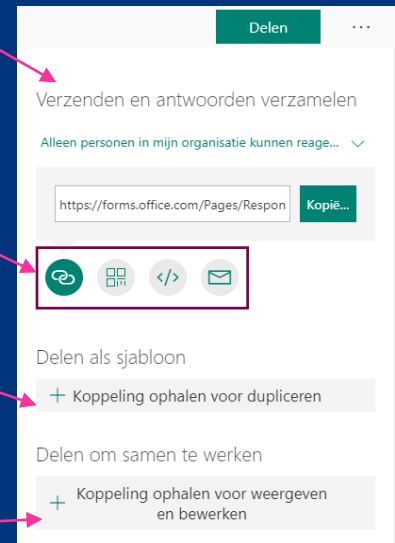 Delen
Verzenden en antwoorden verzamelen
Alleen personen in mijn organisatie kunnen reage...
https://forms.office.com/Pages/Respon
Kopië...
</>
Delen als sjabloon
+ Koppeling ophalen voor dupliceren
Delen om samen te werken
+ Koppeling ophalen voor weergeven
en bewerken